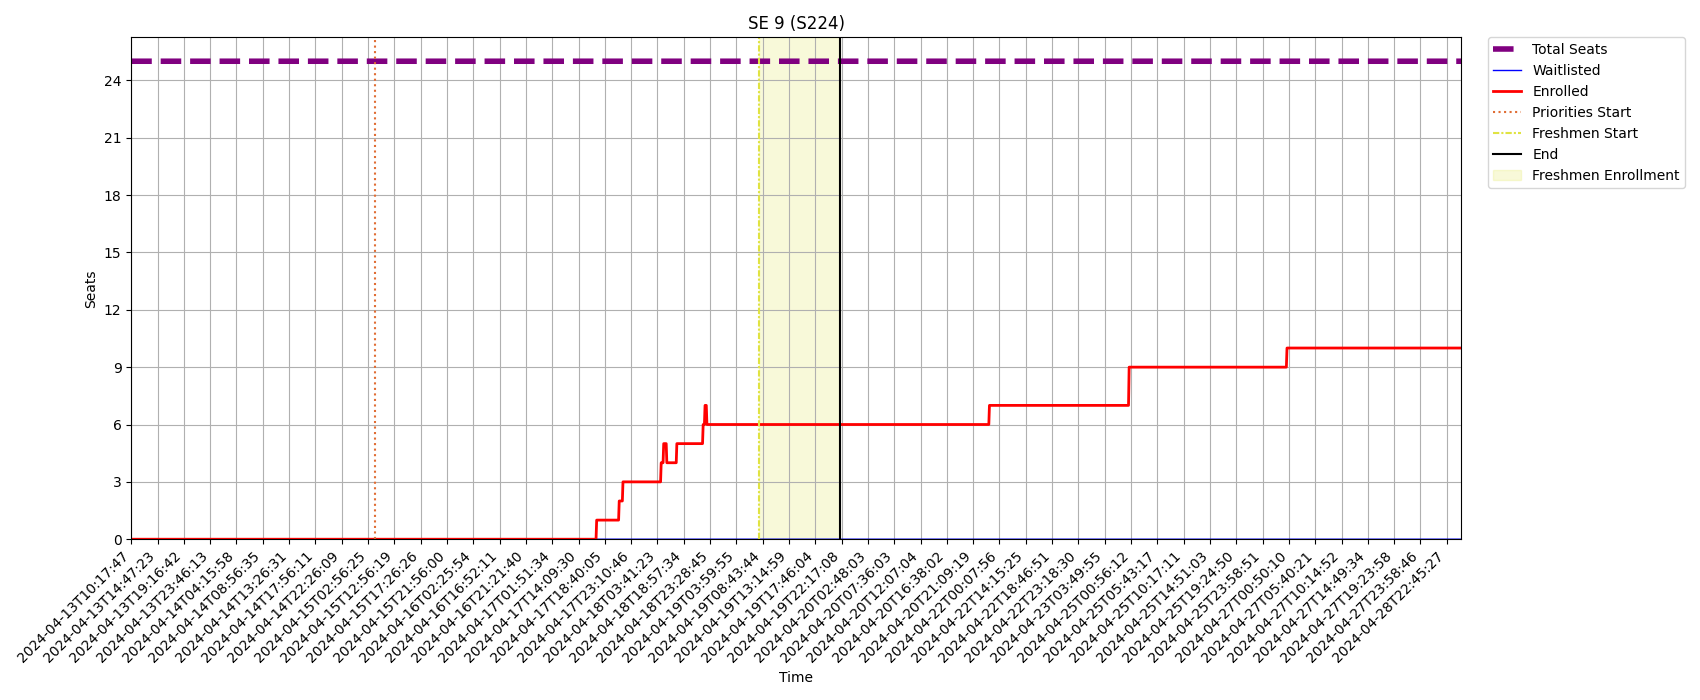 SE 9 (S224)
Total Seats
Waitlisted
Enrolled
Priorities Start
Freshmen Start
End
Freshmen Enrollment
Seats
24
21
18
15
12
9
6
3
0
2024-04-13T10:17:47
2024-04-13T14:47:23
2024-04-13T19:16:42
2024-04-13T23:46:13
2024-04-14T04:15:58
2024-04-14T08:56:35
2024-04-14T13:26:31
2024-04-14T17:56:11
2024-04-14T22:26:09
2024-04-15T02:56:25
2024-04-15T12:56:19
2024-04-15T17:26:26
2024-04-15T21:56:00
2024-04-16T02:25:54
2024-04-16T16:52:11
2024-04-16T21:21:40
2024-04-17T01:51:34
2024-04-17T14:09:30
2024-04-17T18:40:05
2024-04-17T23:10:46
2024-04-18T03:41:23
2024-04-18T18:57:34
2024-04-18T23:28:45
2024-04-19T03:59:55
2024-04-19T08:43:44
2024-04-19T13:14:59
2024-04-19T17:46:04
2024-04-19T22:17:08
2024-04-20T02:48:03
2024-04-20T07:36:03
2024-04-20T12:07:04
2024-04-20T16:38:02
2024-04-20T21:09:19
2024-04-22T00:07:56
2024-04-22T14:15:25
2024-04-22T18:46:51
2024-04-22T23:18:30
2024-04-23T03:49:55
2024-04-25T00:56:12
2024-04-25T05:43:17
2024-04-25T10:17:11
2024-04-25T14:51:03
2024-04-25T19:24:50
2024-04-25T23:58:51
2024-04-27T00:50:10
2024-04-27T05:40:21
2024-04-27T10:14:52
2024-04-27T14:49:34
2024-04-27T19:23:58
2024-04-27T23:58:46
2024-04-28T22:45:27
Time